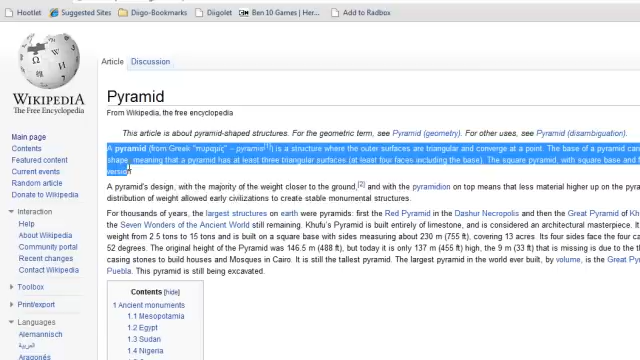 Hootlet Suggested Sites Diigo-Bookmarks Diigolet Ben 10 Games | Her... Add to Radbox
Article Discussion
WIKIPEDIA
The Free Encyclopedia
Main page
Contents
Featured content
Current events
Random article
Donate to Wikipedia
Interaction
Help
About Wikipedia
Community portal
Recent changes
Contact Wikipedia
Toolbox
Print/export
Languages
Alemannisch
العربية
Aragonés
Pyramid
From Wikipedia, the free encyclopedia
This article is about pyramid-shaped structures. For the geometric term, see Pyramid (geometry). For other uses, see Pyramid (disambiguation).
A pyramid (from Greek "πυραμίς" – pyramis[1]) is a structure where the outer surfaces are triangular and converge at a point. The base of a pyramid can
shape, meaning that a pyramid has at least three triangular surfaces (at least four faces including the base). The square pyramid, with square base and
version
A pyramid's design, with the majority of the weight closer to the ground,[2] and with the pyramidion on top means that less material higher up on the pyra
distribution of weight allowed early civilizations to create stable monumental structures.
For thousands of years, the largest structures on earth were pyramids: first the Red Pyramid in the Dashur Necropolis and then the Great Pyramid of Kh
the Seven Wonders of the Ancient World still remaining. Khufu's Pyramid is built entirely of limestone, and is considered an architectural masterpiece. It
weight from 2.5 tons to 15 tons and is built on a square base with sides measuring about 230 m (755 ft), covering 13 acres. Its four sides face the four ca
52 degrees. The original height of the Pyramid was 146.5 m (488 ft), but today it is only 137 m (455 ft) high, the 9 m (33 ft) that is missing is due to the th
casing stones to build houses and Mosques in Cairo. It is still the tallest pyramid. The largest pyramid in the world ever built, by volume, is the Great Py
Puebla. This pyramid is still being excavated.
Contents [hide]
1 Ancient monuments
1.1 Mesopotamia
1.2 Egypt
1.3 Sudan
1.4 Nigeria